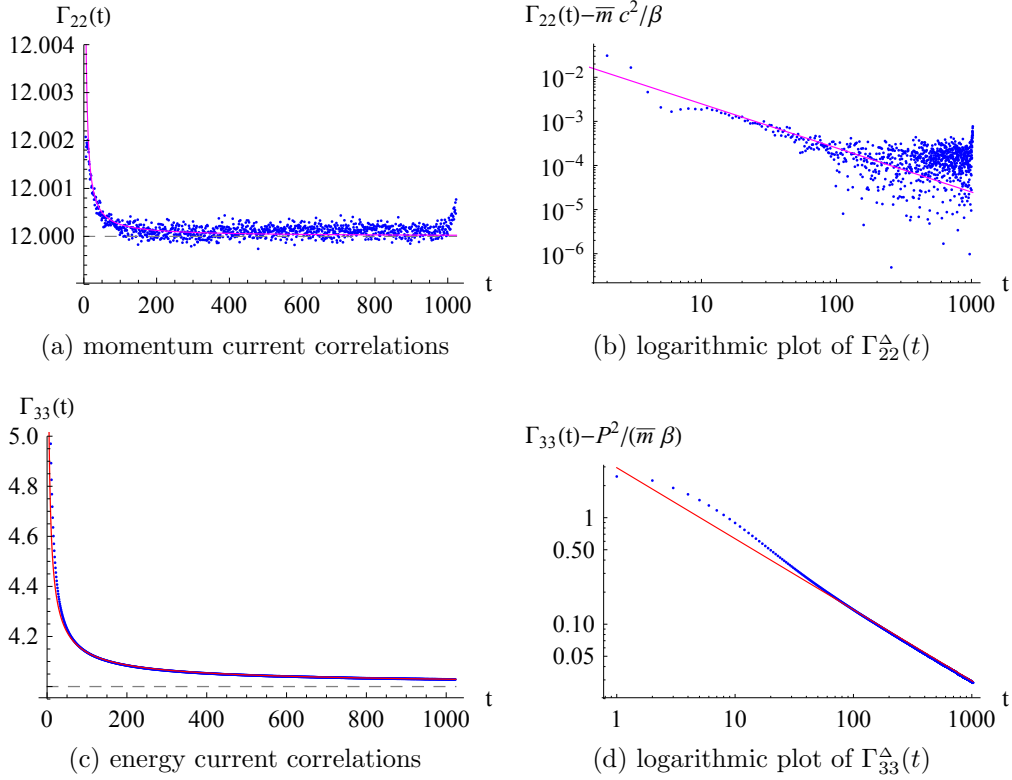 Γ22(t)
12.004
12.003
12.002
12.001
12.000
0 200 400 600 800 1000 t
(a) momentum current correlations
Γ22(t)−m̅ c²/β
10⁻²
10⁻³
10⁻⁴
10⁻⁵
10⁻⁶
10 100 1000 t
(b) logarithmic plot of Γ₂₂^Δ(t)
Γ33(t)
5.0
4.8
4.6
4.4
4.2
0 200 400 600 800 1000 t
(c) energy current correlations
Γ33(t)−P²/(m̅ β)
1
0.50
0.10
0.05
1 10 100 1000 t
(d) logarithmic plot of Γ₃₃^Δ(t)